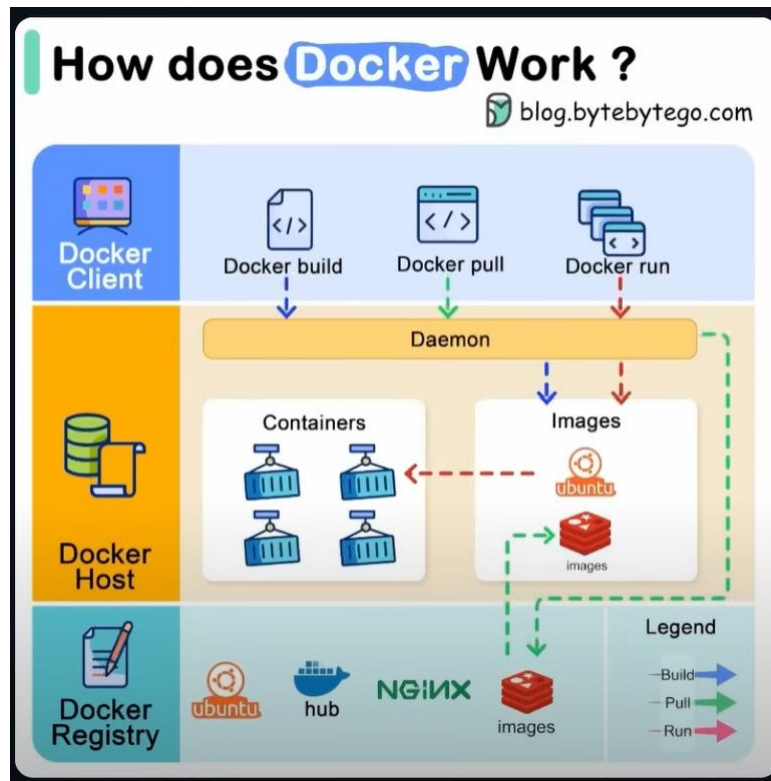 How does Docker Work ?
blog.bytebytego.com
Docker
Client
Docker build
Docker pull
Docker run
Docker
Host
Daemon
Containers
Images
ubuntu
images
Docker
Registry
ubuntu
hub
NGINX
images
Legend
Build
Pull
Run